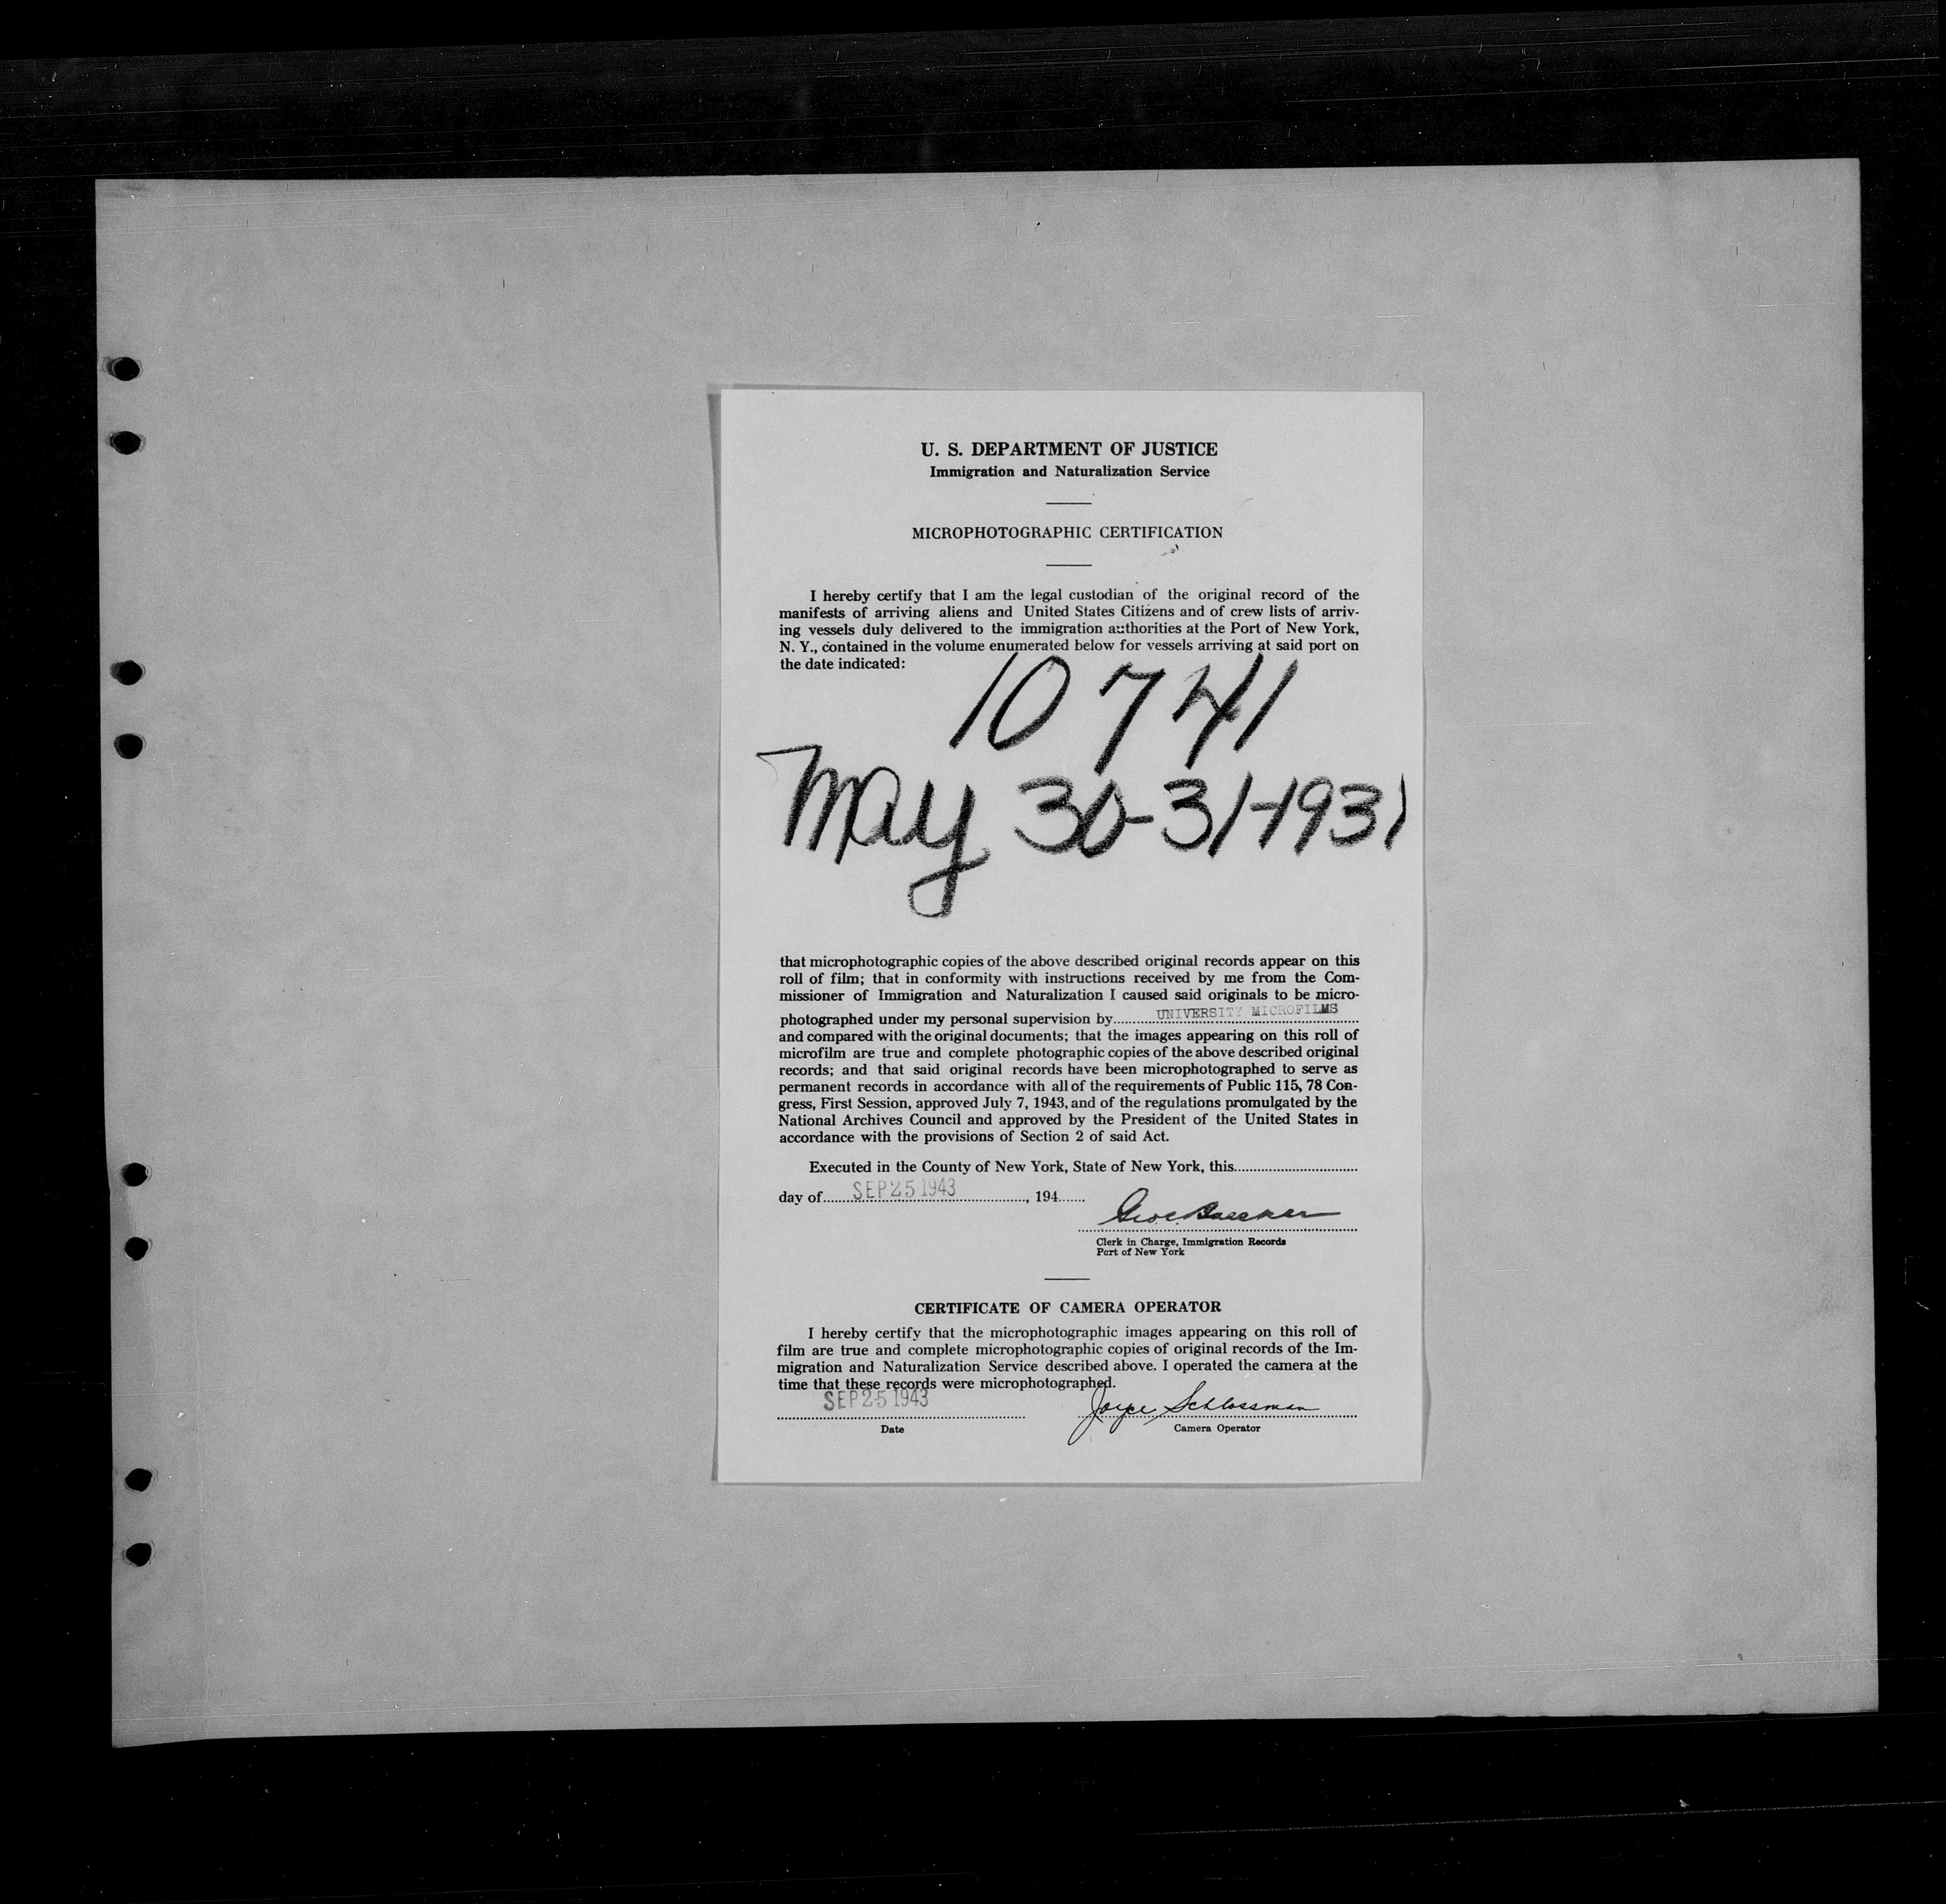 U. S. DEPARTMENT OF JUSTICE
Immigration and Naturalization Service
MICROPHOTOGRAPHIC CERTIFICATION
I hereby certify that I am the legal custodian of the original record of the
manifests of arriving aliens and United States Citizens and of crew lists of arriv-
ing vessels duly delivered to the immigration authorities at the Port of New York,
N. Y., contained in the volume enumerated below for vessels arriving at said port on
the date indicated:
10741
May 30-31-1931
that microphotographic copies of the above described original records appear on this
roll of film; that in conformity with instructions received by me from the Com-
missioner of Immigration and Naturalization I caused said originals to be micro-
photographed under my personal supervision by UNIVERSITY MICROFILMS
and compared with the original documents; that the images appearing on this roll of
microfilm are true and complete photographic copies of the above described original
records; and that said original records have been microphotographed to serve as
permanent records in accordance with all of the requirements of Public 115, 78 Con-
gress, First Session, approved July 7, 1943, and of the regulations promulgated by the
National Archives Council and approved by the President of the United States in
accordance with the provisions of Section 2 of said Act.
Executed in the County of New York, State of New York, this
day of SEP 25 1943, 194
Clerk in Charge, Immigration Records
Port of New York
CERTIFICATE OF CAMERA OPERATOR
I hereby certify that the microphotographic images appearing on this roll of
film are true and complete microphotographic copies of original records of the Im-
migration and Naturalization Service described above. I operated the camera at the
time that these records were microphotographed.
SEP 25 1943 Joyce Schlossman
Date Camera Operator